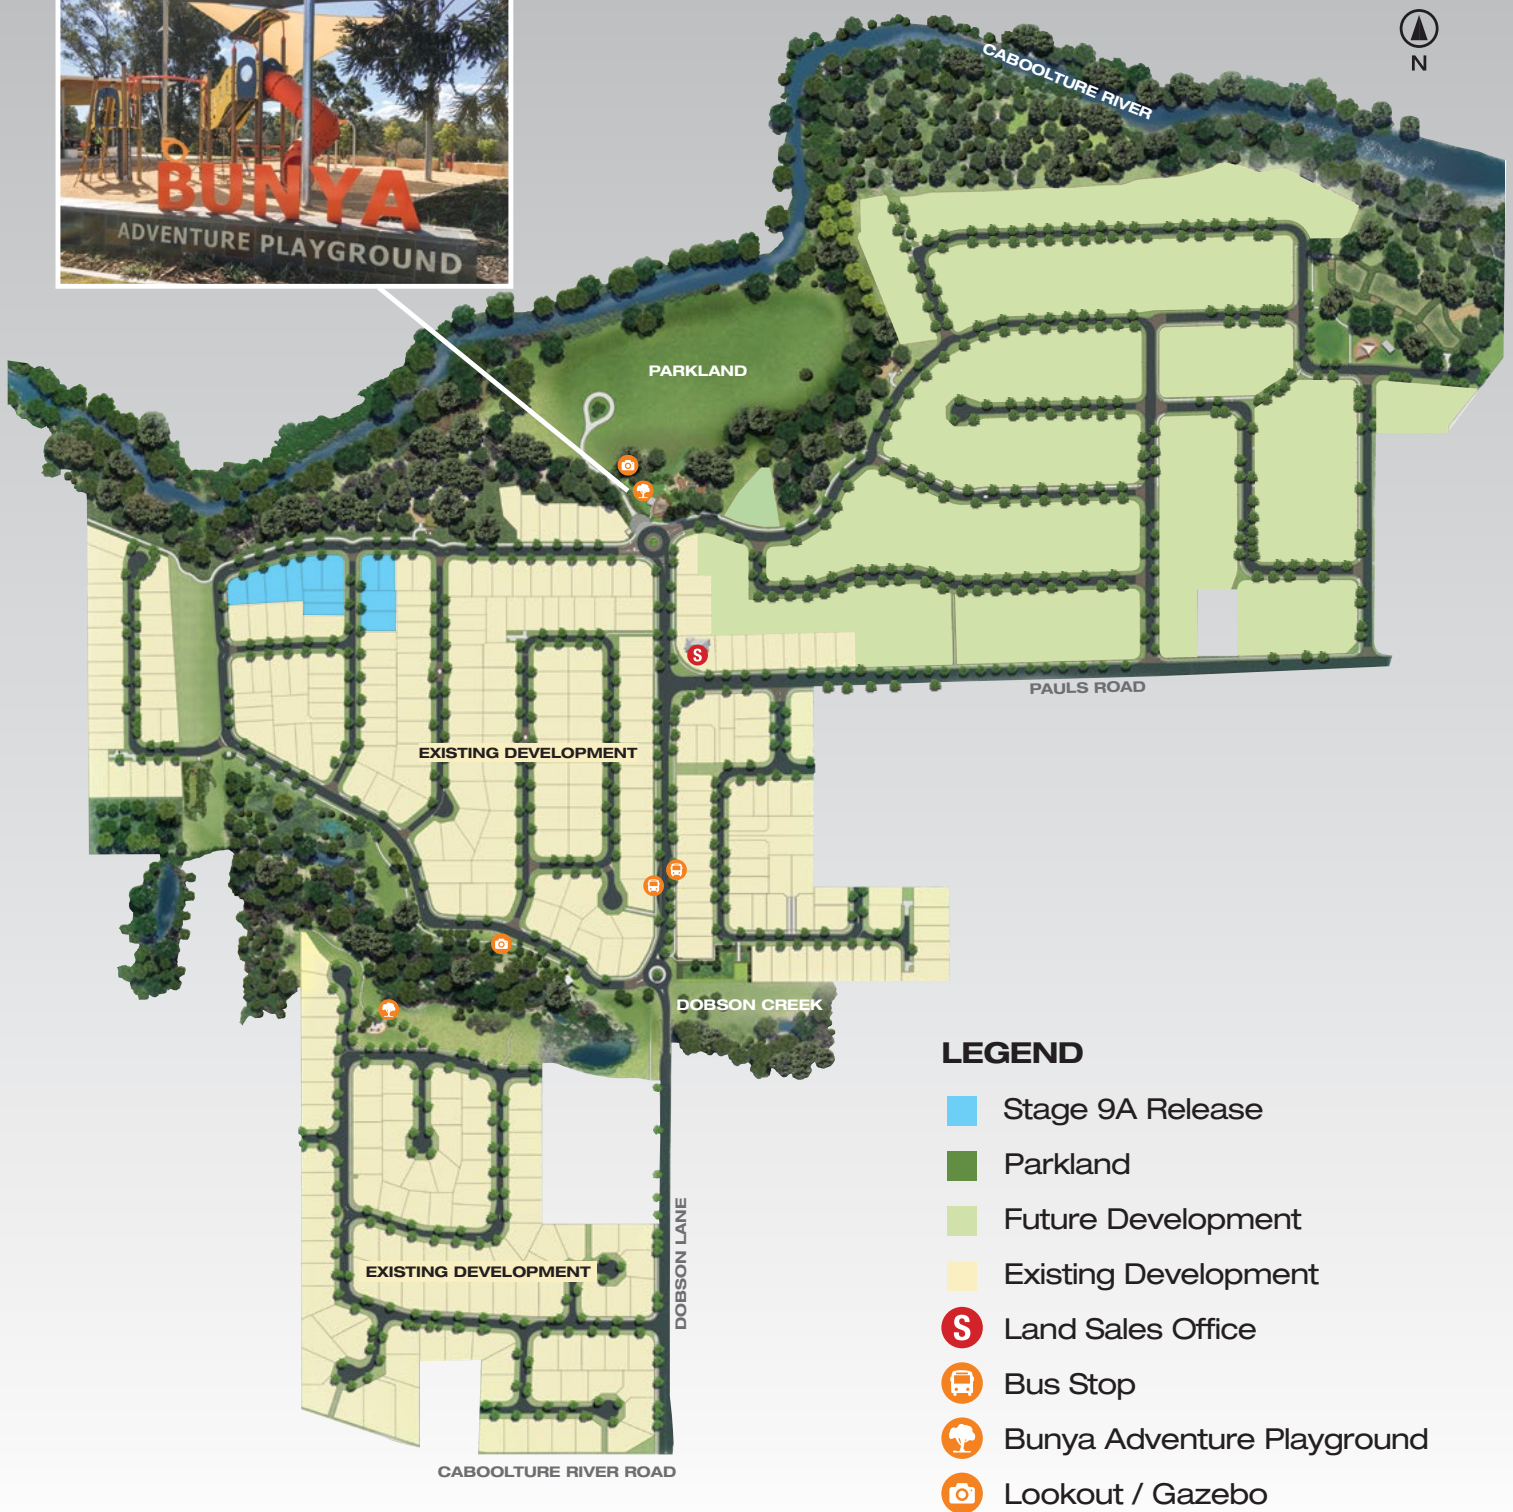 BUNYA
ADVENTURE PLAYGROUND
N
CABOOLTURE RIVER
PARKLAND
S
PAULS ROAD
EXISTING DEVELOPMENT
DOBSON CREEK
DOBSON LANE
EXISTING DEVELOPMENT
CABOOLTURE RIVER ROAD
LEGEND
Stage 9A Release
Parkland
Future Development
Existing Development
S Land Sales Office
Bus Stop
Bunya Adventure Playground
Lookout / Gazebo